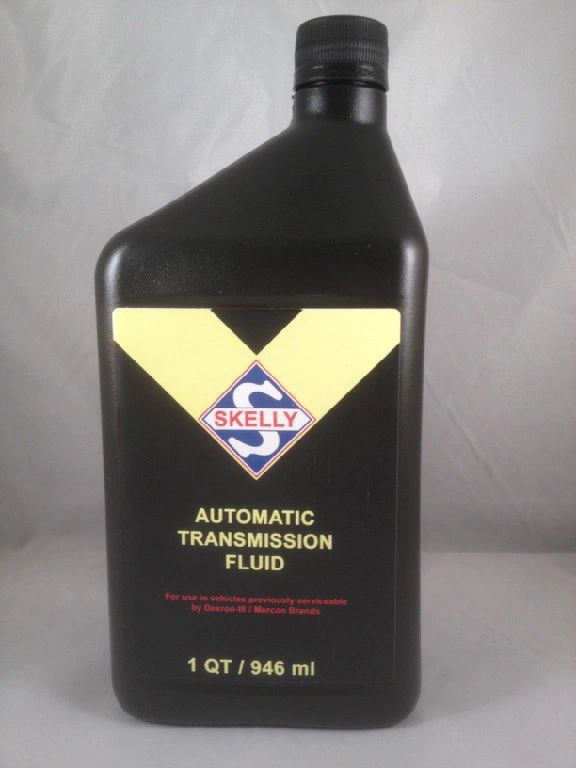 S
SKELLY
AUTOMATIC
TRANSMISSION
FLUID
For use in vehicles previously serviceable
by Dexron-III / Mercon Brands
1 QT / 946 ml